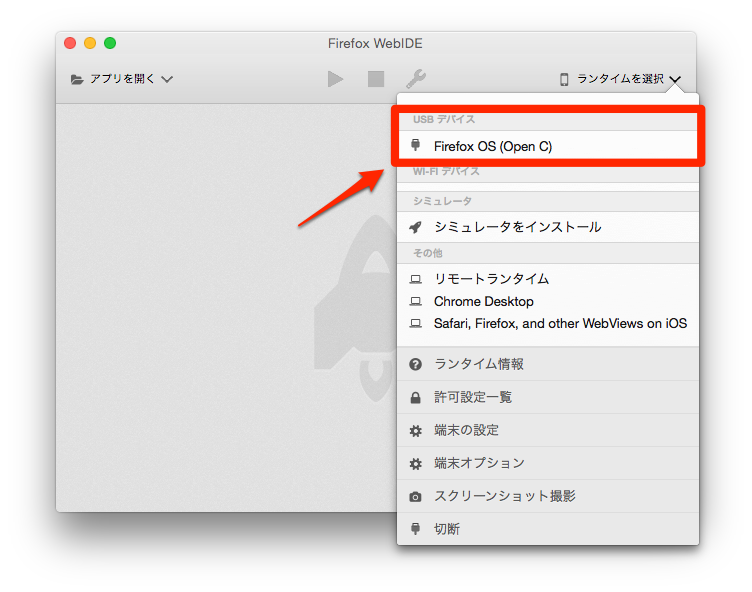 Firefox WebIDE
アプリを開く
ランタイムを選択
USB デバイス
Firefox OS (Open C)
WI-FI デバイス
シミュレータ
シミュレータをインストール
その他
リモートランタイム
Chrome Desktop
Safari, Firefox, and other WebViews on iOS
ランタイム情報
許可設定一覧
端末の設定
端末オプション
スクリーンショット撮影
切断